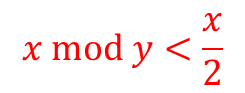 x mod y < x/2